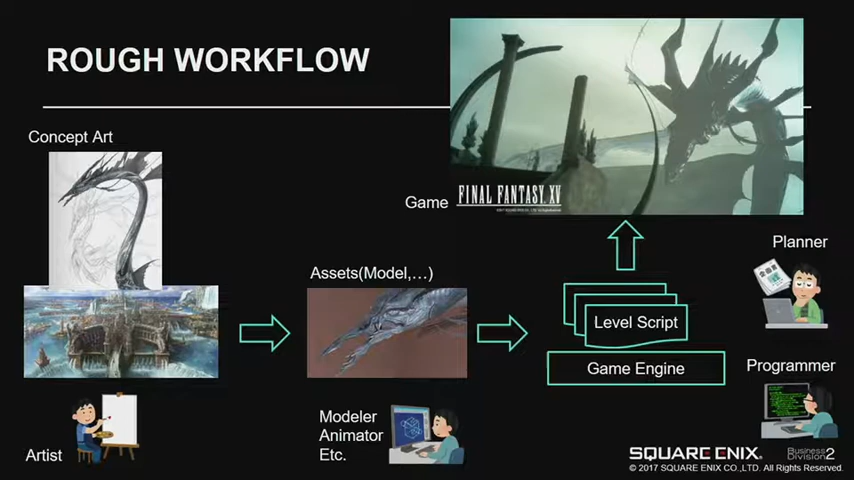 ROUGH WORKFLOW
Concept Art
Game
FINAL FANTASY XV
Assets(Model,…)
Planner
Level Script
Game Engine
Programmer
Modeler
Animator
Etc.
Artist
SQUARE ENIX.
Business
Division2
© 2017 SQUARE ENIX CO.,LTD. All Rights Reserved.